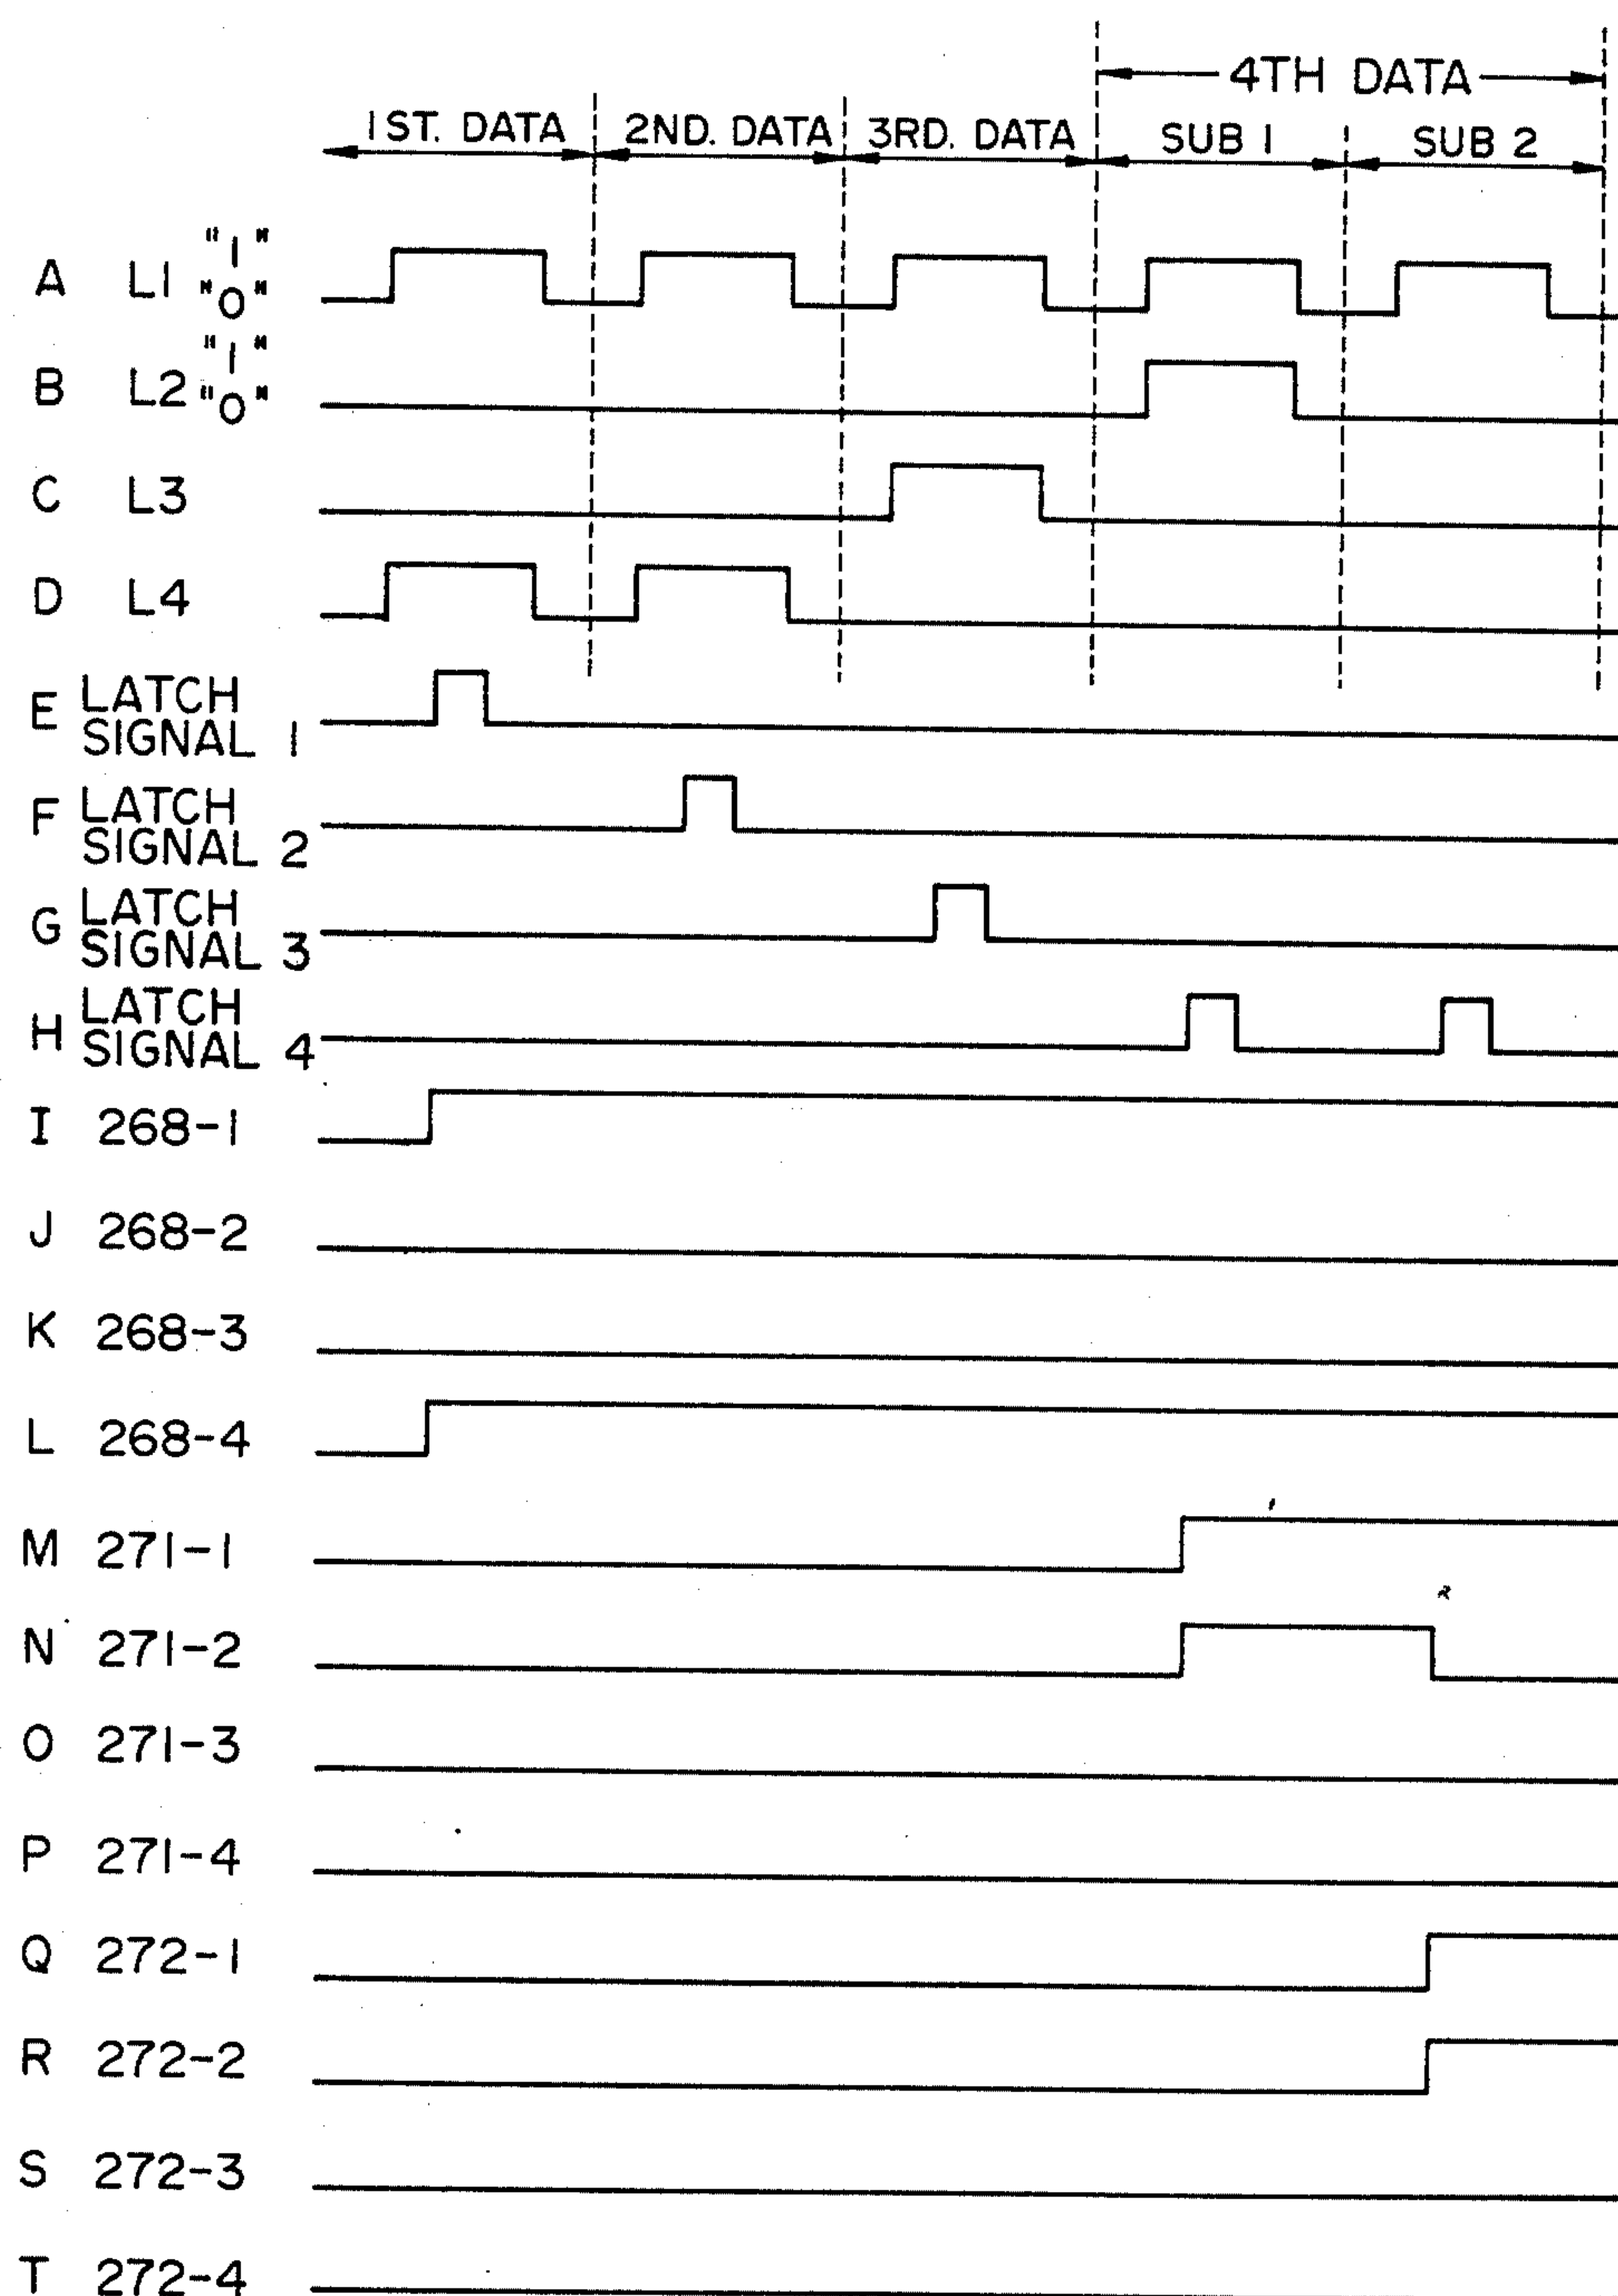 4TH DATA
1ST. DATA 2ND. DATA 3RD. DATA SUB 1 SUB 2
A L1 "1" "0"
B L2 "1" "0"
C L3
D L4
E LATCH SIGNAL 1
F LATCH SIGNAL 2
G LATCH SIGNAL 3
H LATCH SIGNAL 4
I 268-1
J 268-2
K 268-3
L 268-4
M 271-1
N 271-2
O 271-3
P 271-4
Q 272-1
R 272-2
S 272-3
T 272-4